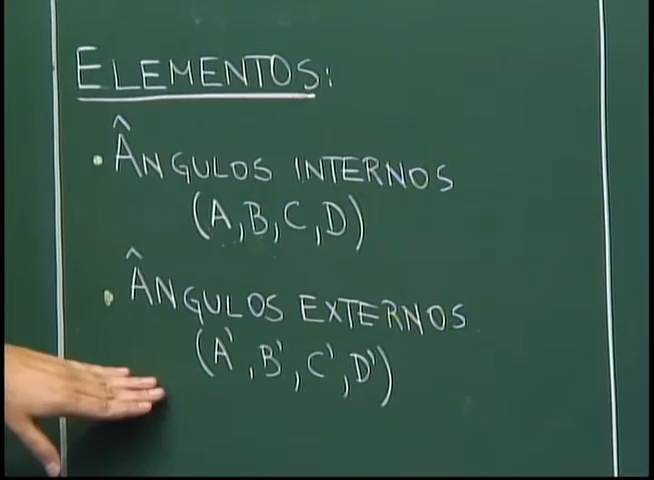 ELEMENTOS:
• ÂNGULOS INTERNOS
(A, B, C, D)
• ÂNGULOS EXTERNOS
(A', B', C', D')